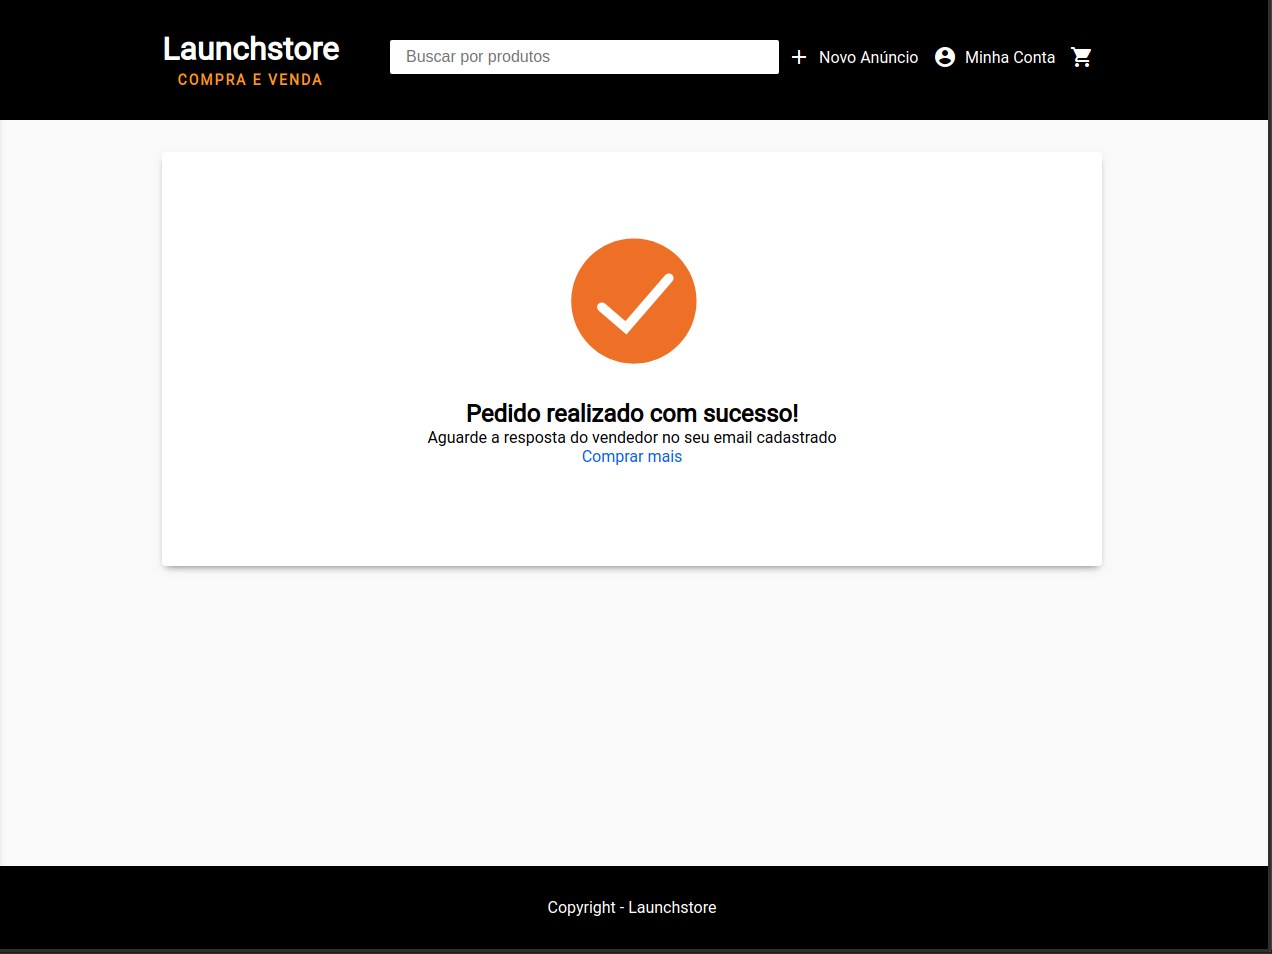 Launchstore
COMPRA E VENDA
Buscar por produtos
Novo Anúncio
Minha Conta
Pedido realizado com sucesso!
Aguarde a resposta do vendedor no seu email cadastrado
Comprar mais
Copyright - Launchstore